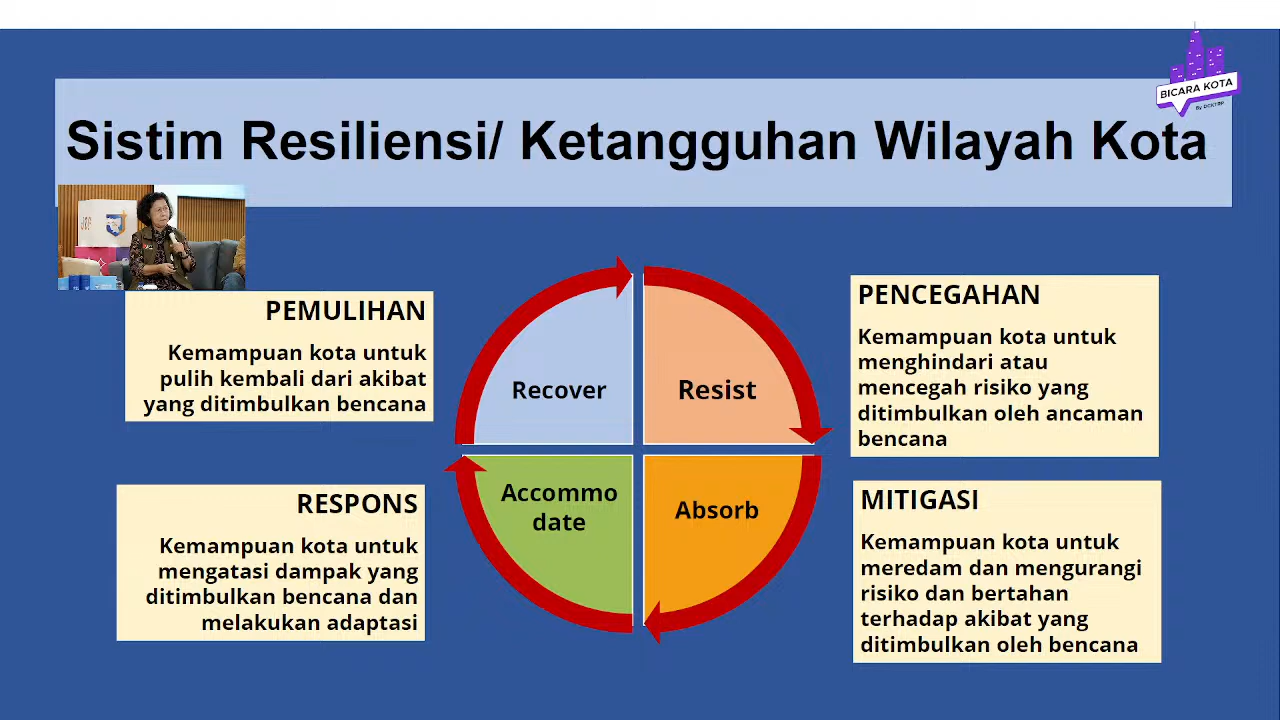 BICARA KOTA
By DCKTRP
Sistim Resiliensi/ Ketangguhan Wilayah Kota
PEMULIHAN
Kemampuan kota untuk
pulih kembali dari akibat
yang ditimbulkan bencana
Recover
Resist
PENCEGAHAN
Kemampuan kota untuk
menghindari atau
mencegah risiko yang
ditimbulkan oleh ancaman
bencana
RESPONS
Kemampuan kota untuk
mengatasi dampak yang
ditimbulkan bencana dan
melakukan adaptasi
Accommo
date
Absorb
MITIGASI
Kemampuan kota untuk
meredam dan mengurangi
risiko dan bertahan
terhadap akibat yang
ditimbulkan oleh bencana